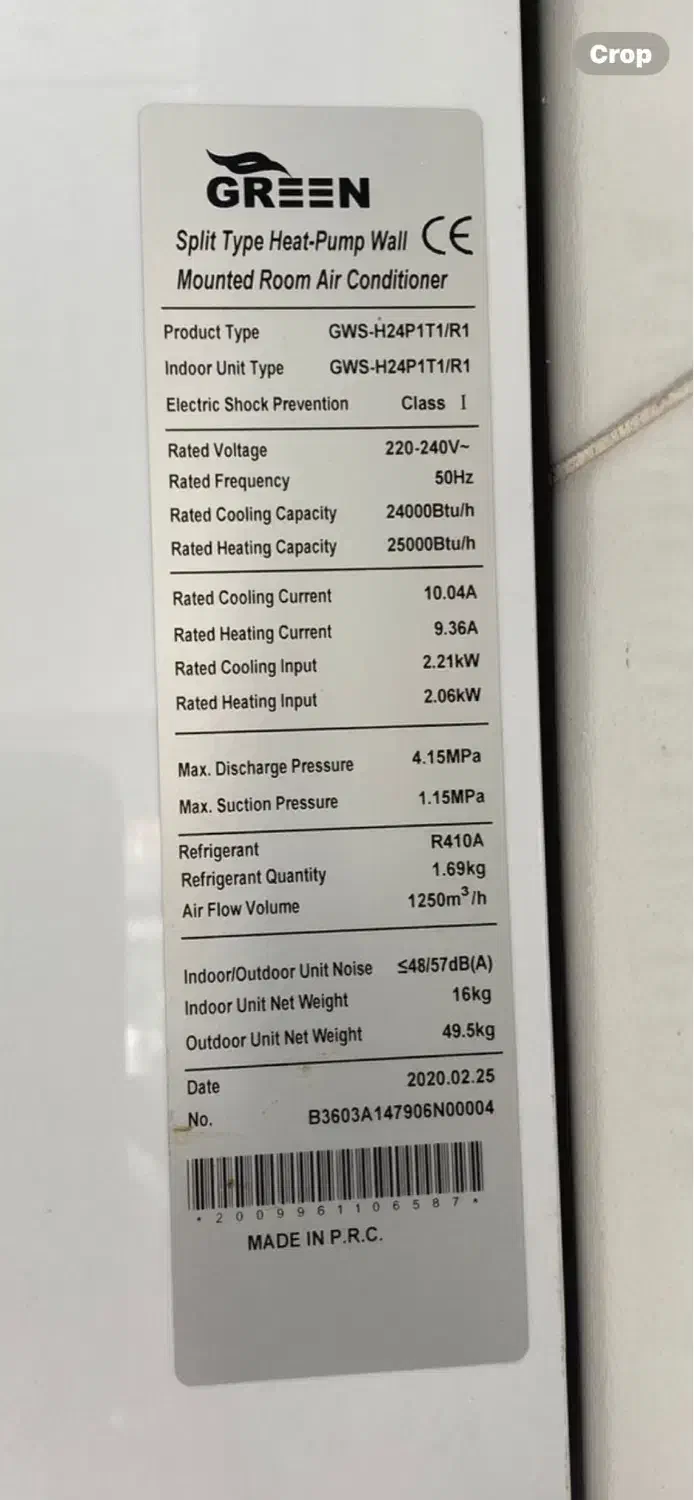 Crop
GREEN
Split Type Heat-Pump Wall CE
Mounted Room Air Conditioner
Product Type GWS-H24P1T1/R1
Indoor Unit Type GWS-H24P1T1/R1
Electric Shock Prevention Class I
Rated Voltage 220-240V~
Rated Frequency 50Hz
Rated Cooling Capacity 24000Btu/h
Rated Heating Capacity 25000Btu/h
Rated Cooling Current 10.04A
Rated Heating Current 9.36A
Rated Cooling Input 2.21kW
Rated Heating Input 2.06kW
Max. Discharge Pressure 4.15MPa
Max. Suction Pressure 1.15MPa
Refrigerant R410A
Refrigerant Quantity 1.69kg
Air Flow Volume 1250m³/h
Indoor/Outdoor Unit Noise ≤48/57dB(A)
Indoor Unit Net Weight 16kg
Outdoor Unit Net Weight 49.5kg
Date 2020.02.25
No. B3603A147906N00004
* 2 0 0 9 9 6 1 1 0 6 5 8 7 *
MADE IN P.R.C.